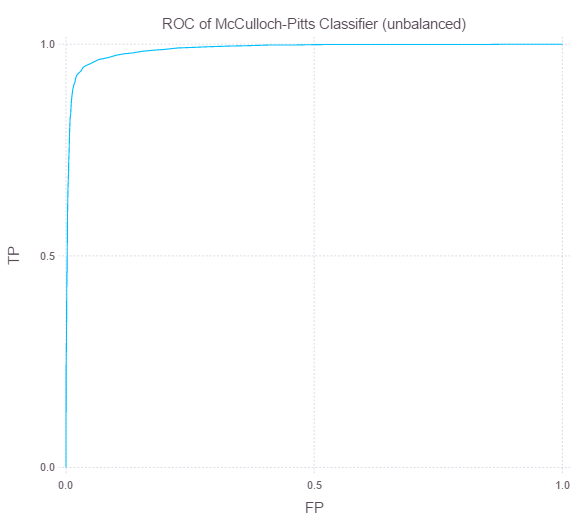 ROC of McCulloch-Pitts Classifier (unbalanced)
1.0
TP
0.5
0.0
0.0 0.5 1.0
FP